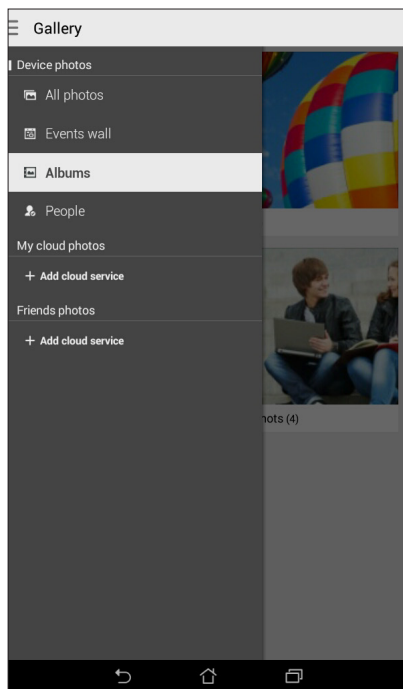 Gallery
Device photos
All photos
Events wall
Albums
People
My cloud photos
+ Add cloud service
Friends photos
+ Add cloud service
hots (4)